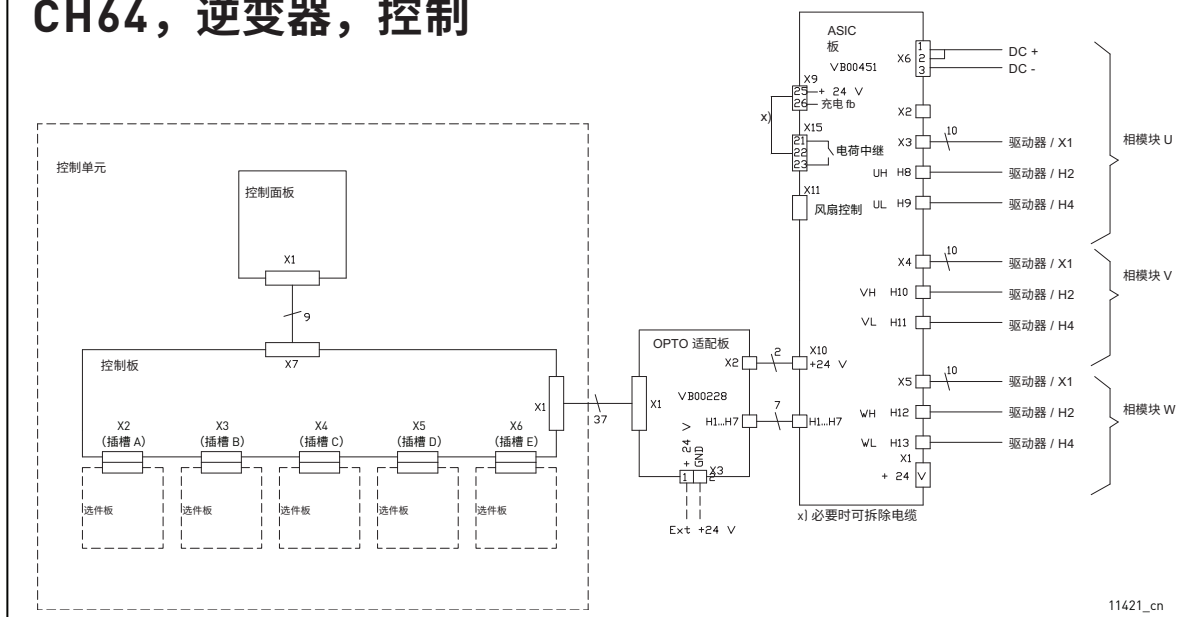 CH64，逆变器，控制
控制单元
控制面板
X1
9
X7
控制板
X1
37
X2
(插槽 A)
X3
(插槽 B)
X4
(插槽 C)
X5
(插槽 D)
X6
(插槽 E)
选件板
选件板
选件板
选件板
选件板
OPTO 适配板
X2
2
X1
VB00228
H1...H7
7
+ 24 V
GND
X3
1
2
Ext +24 V
ASIC
板
VB00451
X6
1
2
3
DC +
DC -
X9
25
+ 24 V
26
充电 fb
x)
X15
21
22
23
电荷中继
X11
风扇控制
X10
+24 V
H1...H7
X2
X3
10
驱动器 / X1
UH H8
驱动器 / H2
UL H9
驱动器 / H4
相模块 U
X4
10
驱动器 / X1
VH H10
驱动器 / H2
VL H11
驱动器 / H4
相模块 V
X5
10
驱动器 / X1
WH H12
驱动器 / H2
WL H13
驱动器 / H4
相模块 W
X1
+ 24 V
x) 必要时可拆除电缆
11421_cn